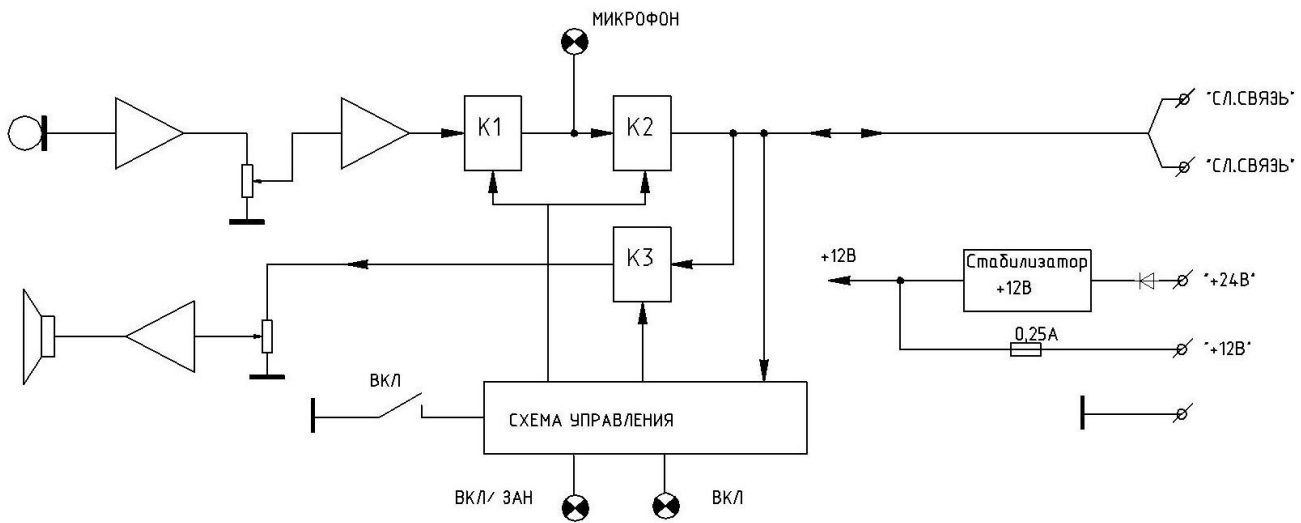 МИКРОФОН
К1
К2
"СЛ.СВЯЗЬ"
"СЛ.СВЯЗЬ"
К3
+12В
Стабилизатор
+12В
"+24В"
0,25А
"+12В"
ВКЛ
СХЕМА УПРАВЛЕНИЯ
ВКЛ/ ЗАН
ВКЛ